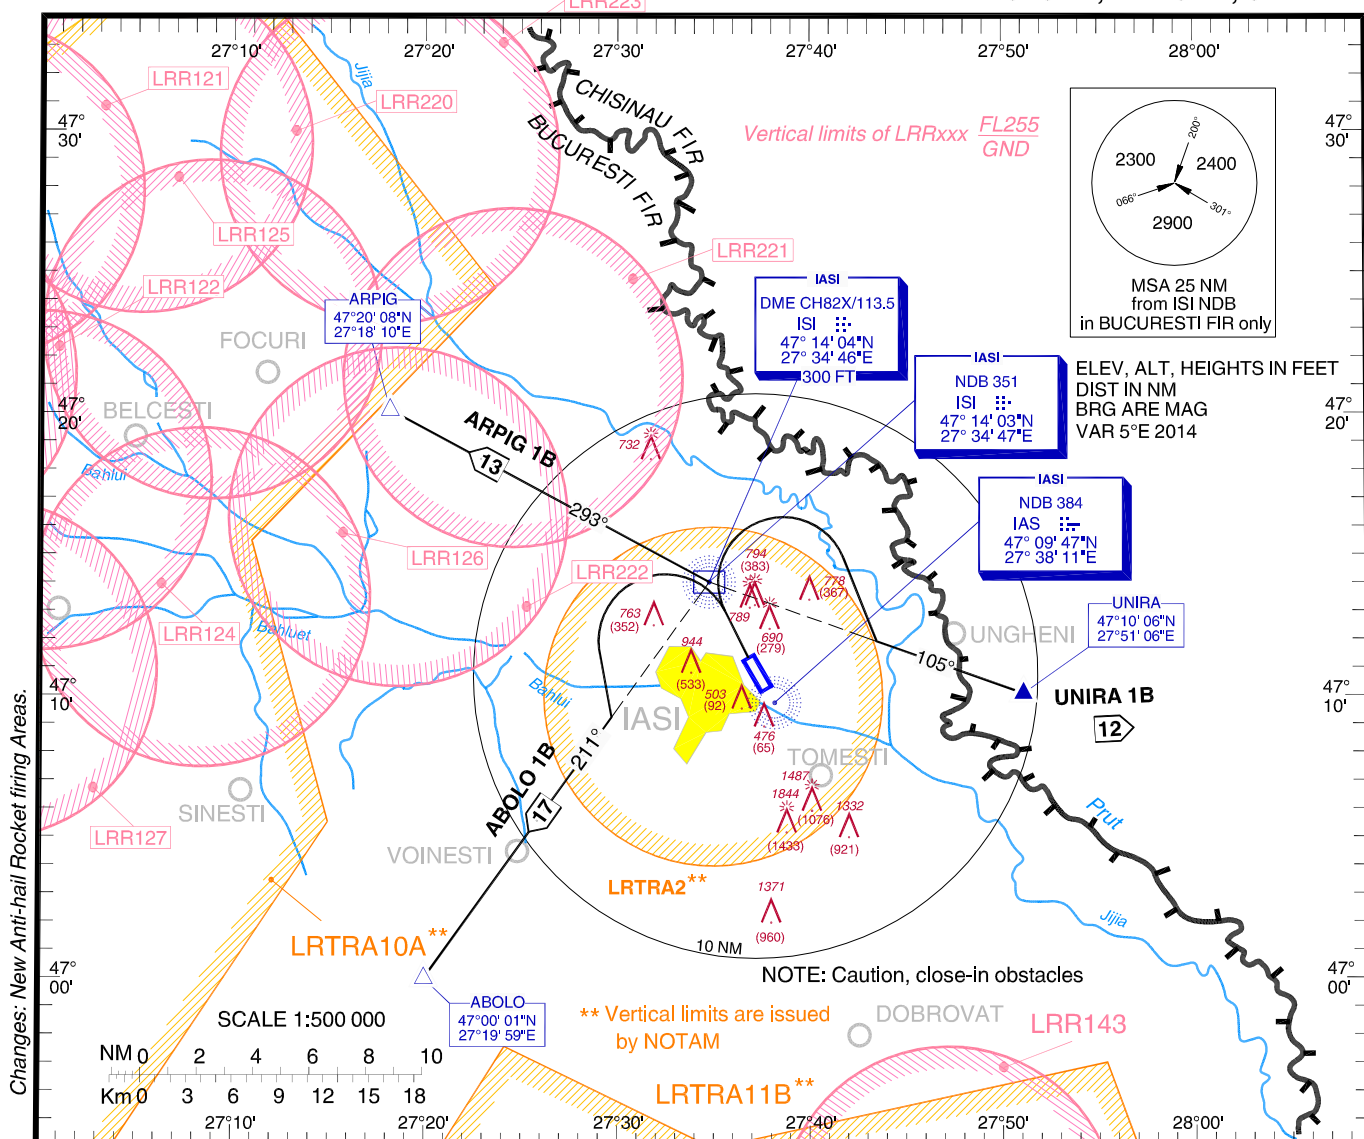 LRR223
27°10'
27°20'
27°30'
27°40'
27°50'
28°00'
LRR121
LRR220
Jijia
CHISINAU FIR
BUCURESTI FIR
Vertical limits of LRRxxx FL255
GND
47°
30'
47°
30'
200°
2300
2400
066°
301°
2900
MSA 25 NM
from ISI NDB
in BUCURESTI FIR only
LRR125
LRR122
LRR221
IASI
DME CH82X/113.5
ISI
47° 14' 04"N
27° 34' 46"E
300 FT
ARPIG
47°20' 08"N
27°18' 10"E
FOCURI
BELCESTI
IASI
NDB 351
ISI
47° 14' 03"N
27° 34' 47"E
ELEV, ALT, HEIGHTS IN FEET
DIST IN NM
BRG ARE MAG
VAR 5°E 2014
47°
20'
47°
20'
ARPIG 1B
13
293°
732
Bahlui
IASI
NDB 384
IAS
47° 09' 47"N
27° 38' 11"E
LRR126
LRR222
LRR124
Bahluet
794
(383)
778
(367)
789
690
(279)
763
(352)
944
(533)
503
(92)
476
(65)
UNIRA
47°10' 06"N
27°51' 06"E
UNGHENI
105°
UNIRA 1B
12
47°
10'
47°
10'
Bahlui
IASI
211°
ABOLO 1B
17
TOMESTI
1487
(1076)
1844
(1433)
1332
(921)
1371
(960)
SINESTI
LRR127
VOINESTI
LRTRA2**
Prut
Jijia
LRTRA10A**
10 NM
NOTE: Caution, close-in obstacles
47°
00'
47°
00'
ABOLO
47°00' 01"N
27°19' 59"E
SCALE 1:500 000
NM 0 2 4 6 8 10
Km 0 3 6 9 12 15 18
** Vertical limits are issued
by NOTAM
DOBROVAT
LRR143
LRTRA11B**
27°10'
27°20'
27°30'
27°40'
27°50'
28°00'
Changes: New Anti-hail Rocket firing Areas.